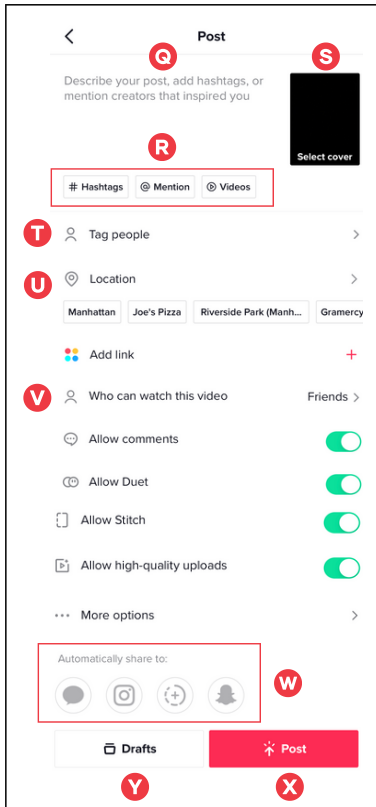 Post
Q
S
Describe your post, add hashtags, or
mention creators that inspired you
R
Select cover
# Hashtags @ Mention Videos
T Tag people
U Location
Manhattan Joe's Pizza Riverside Park (Manh... Gramercy
Add link +
V Who can watch this video Friends
Allow comments
Allow Duet
Allow Stitch
Allow high-quality uploads
More options
Automatically share to:
W
Drafts Post
Y X